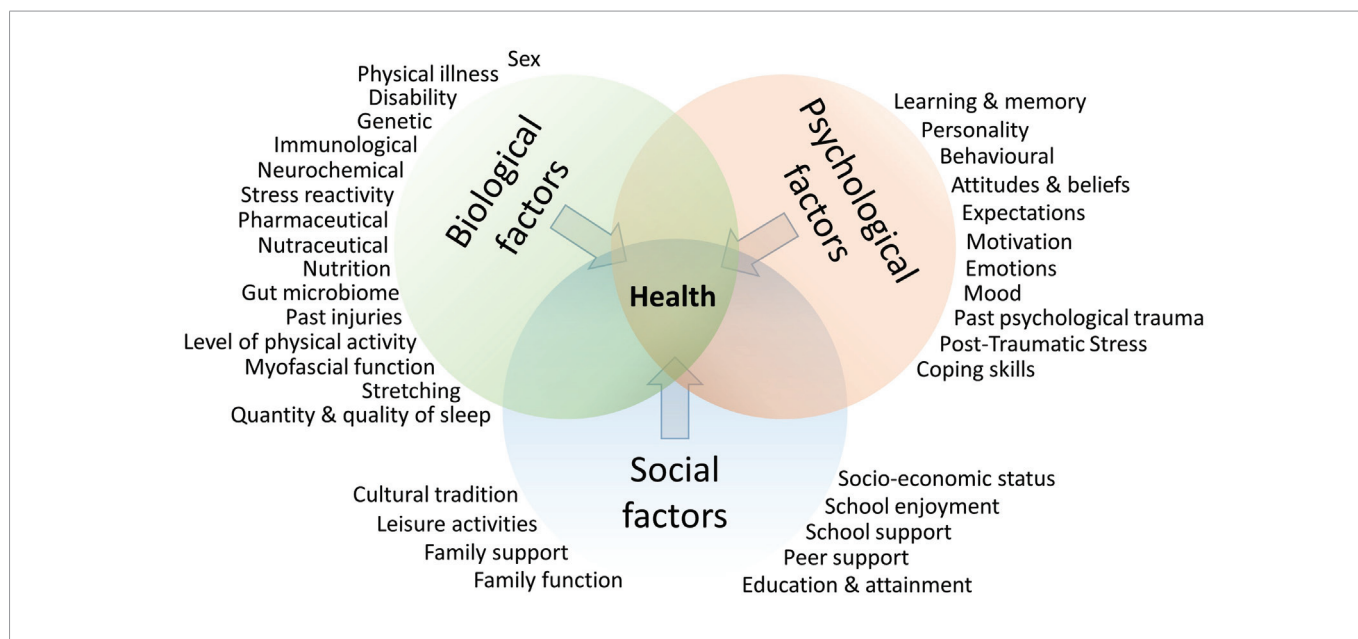 Sex
Physical illness
Disability
Genetic
Immunological
Neurochemical
Stress reactivity
Pharmaceutical
Nutraceutical
Nutrition
Gut microbiome
Past injuries
Level of physical activity
Myofascial function
Stretching
Quantity & quality of sleep
Biological
factors
Psychological
factors
Learning & memory
Personality
Behavioural
Attitudes & beliefs
Expectations
Motivation
Emotions
Mood
Past psychological trauma
Post-Traumatic Stress
Coping skills
Health
Social
factors
Cultural tradition
Leisure activities
Family support
Family function
Socio-economic status
School enjoyment
School support
Peer support
Education & attainment